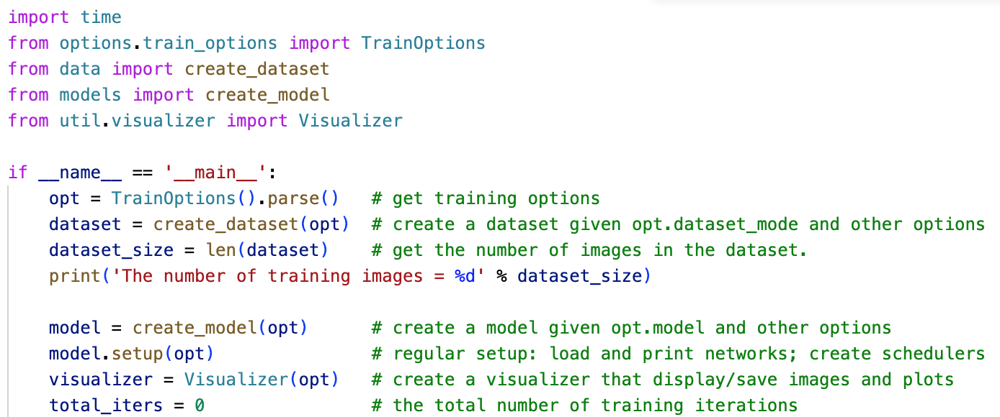 import time
from options.train_options import TrainOptions
from data import create_dataset
from models import create_model
from util.visualizer import Visualizer

if __name__ == '__main__':
    opt = TrainOptions().parse()   # get training options
    dataset = create_dataset(opt)  # create a dataset given opt.dataset_mode and other options
    dataset_size = len(dataset)    # get the number of images in the dataset.
    print('The number of training images = %d' % dataset_size)

    model = create_model(opt)      # create a model given opt.model and other options
    model.setup(opt)               # regular setup: load and print networks; create schedulers
    visualizer = Visualizer(opt)   # create a visualizer that display/save images and plots
    total_iters = 0                # the total number of training iterations